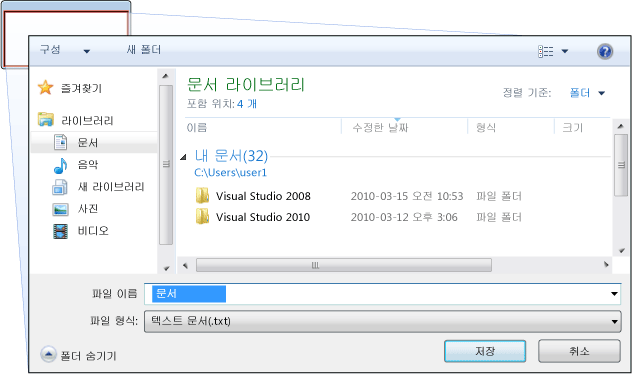 구성 새 폴더
즐겨찾기
라이브러리
문서
음악
새 라이브러리
사진
비디오
문서 라이브러리
포함 위치: 4 개
정렬 기준: 폴더
이름 수정한 날짜 형식 크기
내 문서(32)
C:\Users\user1
Visual Studio 2008 2010-03-15 오전 10:53 파일 폴더
Visual Studio 2010 2010-03-12 오후 3:06 파일 폴더
파일 이름 문서
파일 형식: 텍스트 문서(.txt)
폴더 숨기기 저장 취소